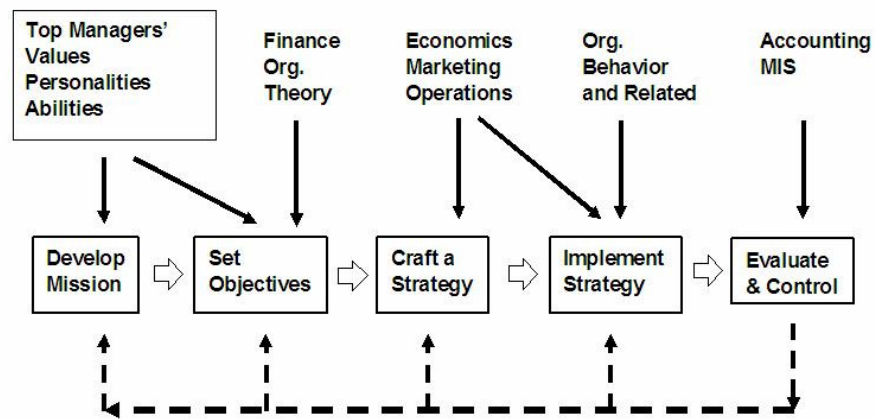 Top Managers'
Values
Personalities
Abilities
Finance
Org.
Theory
Economics
Marketing
Operations
Org.
Behavior
and Related
Accounting
MIS
Develop
Mission
Set
Objectives
Craft a
Strategy
Implement
Strategy
Evaluate
& Control